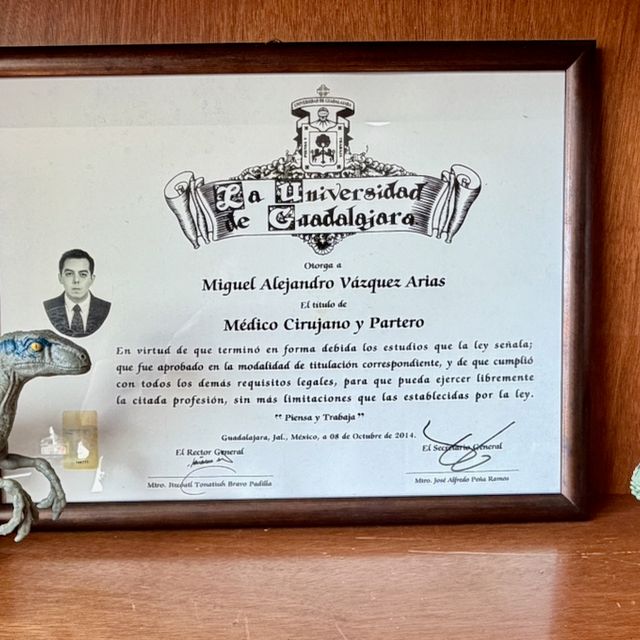 UNIVERSIDAD DE GUADALAJARA
La Universidad
de Guadalajara
Otorga a
Miguel Alejandro Vázquez Arias
El título de
Médico Cirujano y Partero
En virtud de que terminó en forma debida los estudios que la ley señala;
que fue aprobado en la modalidad de titulación correspondiente, y de que cumplió
con todos los demás requisitos legales, para que pueda ejercer libremente
la citada profesión, sin más limitaciones que las establecidas por la ley.
“ Piensa y Trabaja ”
Guadalajara, Jal., México, a 08 de Octubre de 2014.
El Rector General
El Secretario General
Mtro. Itzcóatl Tonatiuh Bravo Padilla
Mtro. José Alfredo Peña Ramos